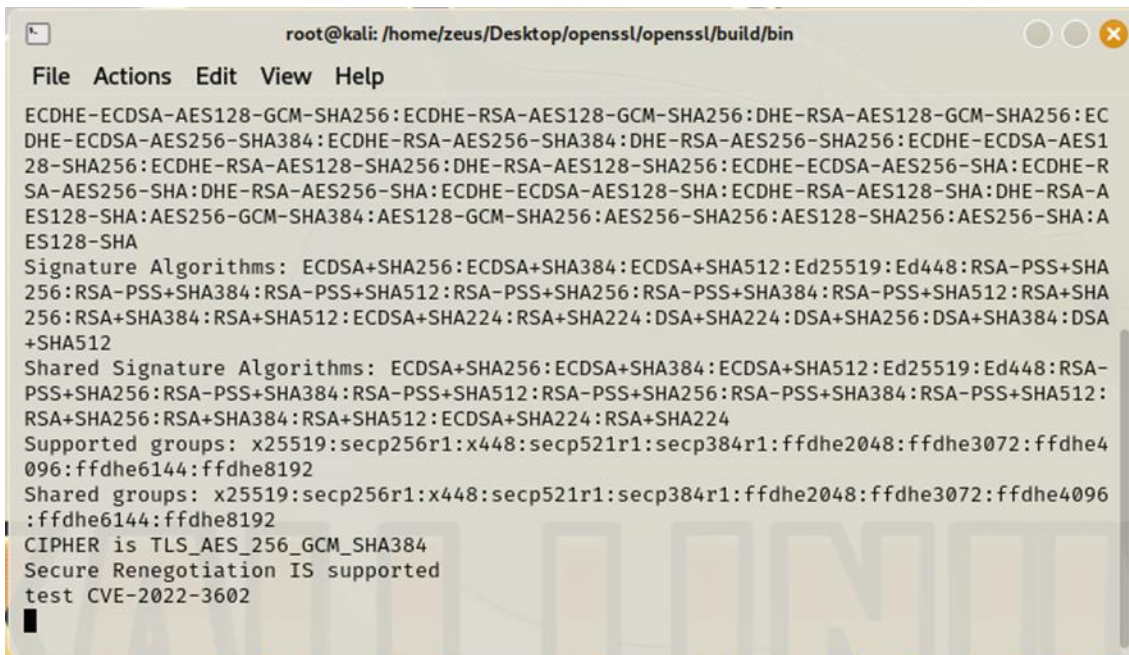 root@kali: /home/zeus/Desktop/openssl/openssl/build/bin
File Actions Edit View Help
ECDHE-ECDSA-AES128-GCM-SHA256:ECDHE-RSA-AES128-GCM-SHA256:DHE-RSA-AES128-GCM-SHA256:EC
DHE-ECDSA-AES256-SHA384:ECDHE-RSA-AES256-SHA384:DHE-RSA-AES256-SHA256:ECDHE-ECDSA-AES1
28-SHA256:ECDHE-RSA-AES128-SHA256:DHE-RSA-AES128-SHA256:ECDHE-ECDSA-AES256-SHA:ECDHE-R
SA-AES256-SHA:DHE-RSA-AES256-SHA:ECDHE-ECDSA-AES128-SHA:ECDHE-RSA-AES128-SHA:DHE-RSA-A
ES128-SHA:AES256-GCM-SHA384:AES128-GCM-SHA256:AES256-SHA256:AES128-SHA256:AES256-SHA:A
ES128-SHA
Signature Algorithms: ECDSA+SHA256:ECDSA+SHA384:ECDSA+SHA512:Ed25519:Ed448:RSA-PSS+SHA
256:RSA-PSS+SHA384:RSA-PSS+SHA512:RSA-PSS+SHA256:RSA-PSS+SHA384:RSA-PSS+SHA512:RSA+SHA
256:RSA+SHA384:RSA+SHA512:ECDSA+SHA224:RSA+SHA224:DSA+SHA224:DSA+SHA256:DSA+SHA384:DSA
+SHA512
Shared Signature Algorithms: ECDSA+SHA256:ECDSA+SHA384:ECDSA+SHA512:Ed25519:Ed448:RSA-
PSS+SHA256:RSA-PSS+SHA384:RSA-PSS+SHA512:RSA-PSS+SHA256:RSA-PSS+SHA384:RSA-PSS+SHA512:
RSA+SHA256:RSA+SHA384:RSA+SHA512:ECDSA+SHA224:RSA+SHA224
Supported groups: x25519:secp256r1:x448:secp521r1:secp384r1:ffdhe2048:ffdhe3072:ffdhe4
096:ffdhe6144:ffdhe8192
Shared groups: x25519:secp256r1:x448:secp521r1:secp384r1:ffdhe2048:ffdhe3072:ffdhe4096
:ffdhe6144:ffdhe8192
CIPHER is TLS_AES_256_GCM_SHA384
Secure Renegotiation IS supported
test CVE-2022-3602